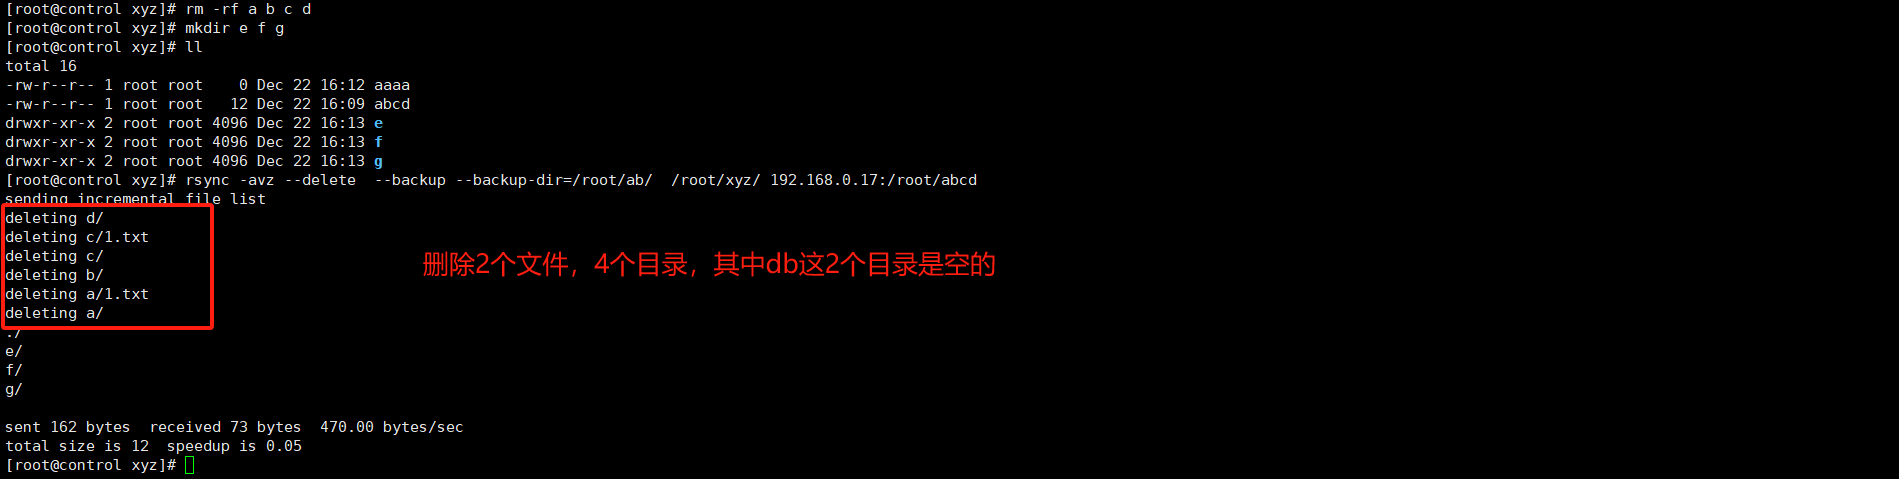 [root@control xyz]# rm -rf a b c d
[root@control xyz]# mkdir e f g
[root@control xyz]# ll
total 16
-rw-r--r-- 1 root root    0 Dec 22 16:12 aaaa
-rw-r--r-- 1 root root   12 Dec 22 16:09 abcd
drwxr-xr-x 2 root root 4096 Dec 22 16:13 e
drwxr-xr-x 2 root root 4096 Dec 22 16:13 f
drwxr-xr-x 2 root root 4096 Dec 22 16:13 g
[root@control xyz]# rsync -avz --delete  --backup --backup-dir=/root/ab/  /root/xyz/ 192.168.0.17:/root/abcd
sending incremental file list
deleting d/
deleting c/1.txt
deleting c/
删除2个文件，4个目录，其中db这2个目录是空的
deleting b/
deleting a/1.txt
deleting a/
./
e/
f/
g/
sent 162 bytes  received 73 bytes  470.00 bytes/sec
total size is 12  speedup is 0.05
[root@control xyz]#